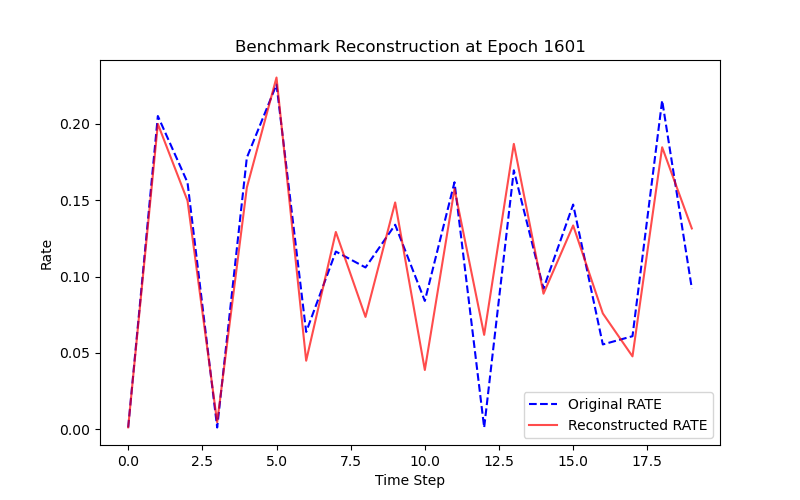 Benchmark Reconstruction at Epoch 1601
Rate
0.20
0.15
0.10
0.05
0.00
Original RATE
Reconstructed RATE
0.0 2.5 5.0 7.5 10.0 12.5 15.0 17.5
Time Step